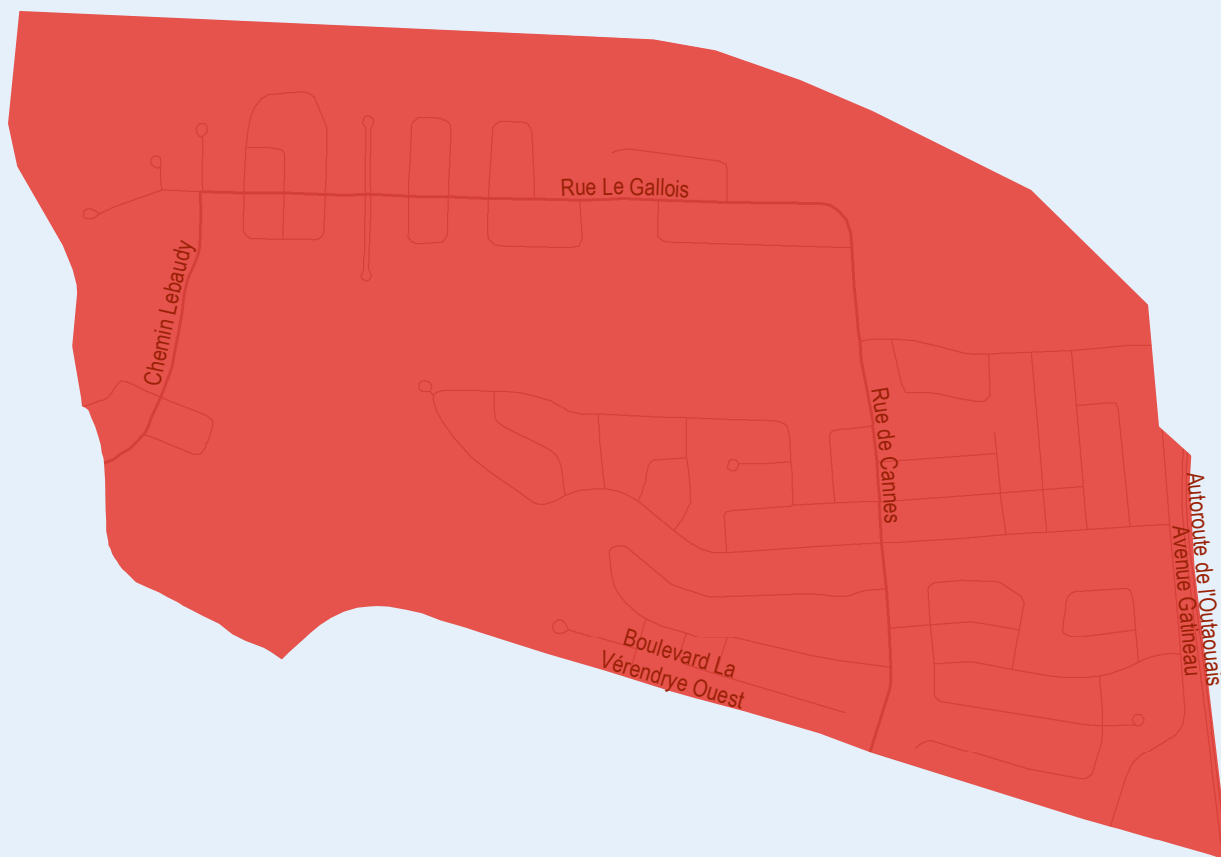 Rue Le Gallois
Chemin Lebaudy
Rue de Cannes
Autoroute de l'Outaouais
Avenue Gatineau
Boulevard La
Vérendrye Ouest